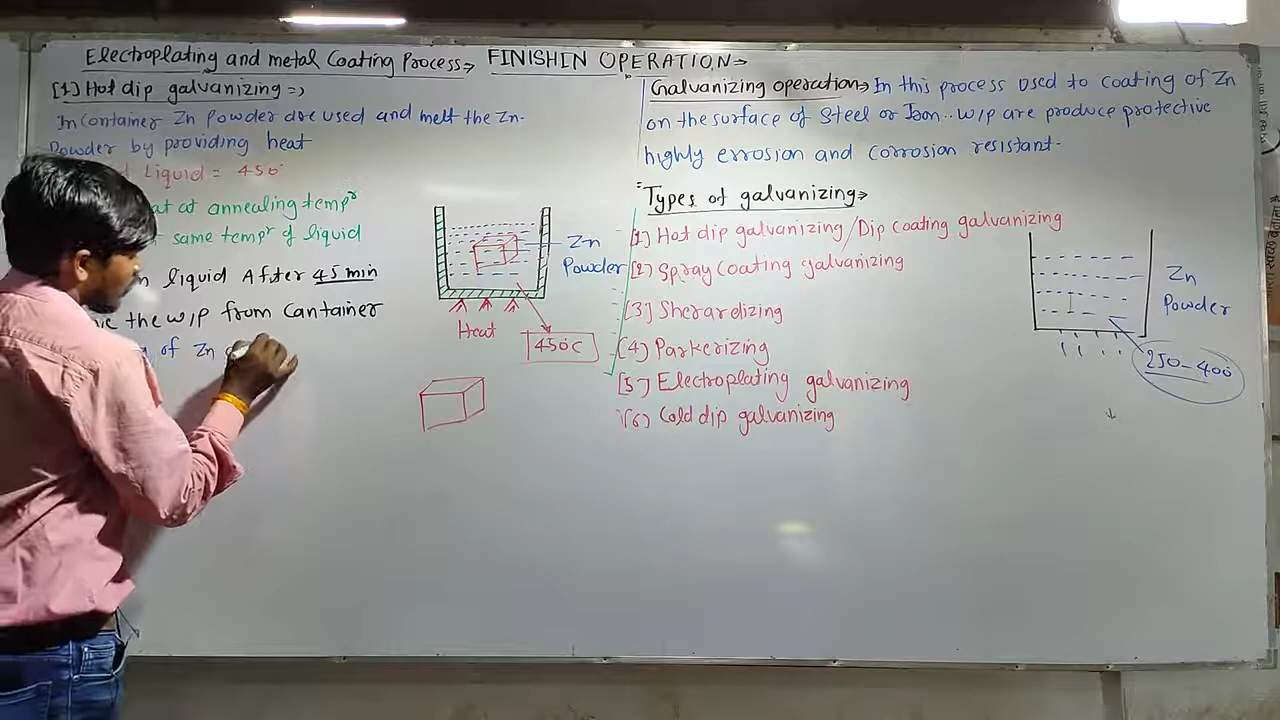 Electroplating and metal Coating Process→ FINISHIN OPERATION→
[1] Hot dip galvanizing ⇒
In Container Zn Powder are used and melt the Zn.
Powder by providing heat
Liquid = 450°
at at annealing tempʳ
same tempʳ of liquid
n liquid After 45 min
the W/P from Cantainer
of Zn
Zn
Powder
Heat
450°C
Galvanizing operation→ In this process used to coating of Zn
on the surface of Steel or Iron.. W/P are produce protective
highly errosion and corrosion resistant.
Types of galvanizing→
[1] Hot dip galvanizing/Dip coating galvanizing
[2] Spray coating galvanizing
[3] Sherardizing
[4] Parkerizing
[5] Electroplating galvanizing
(6) Cold dip galvanizing
Zn
Powder
250-400